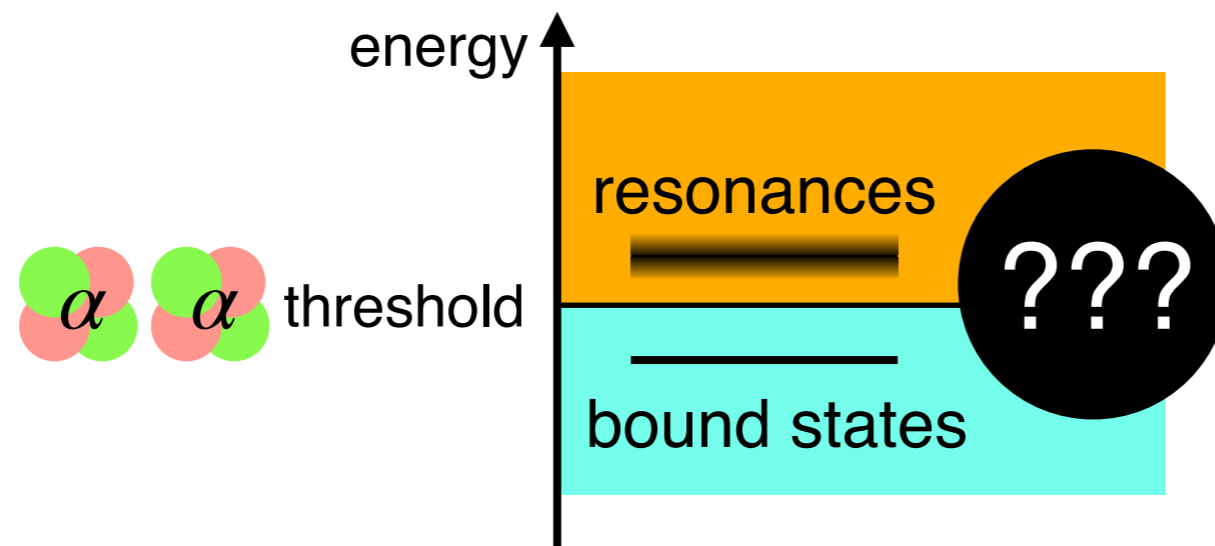 energy
resonances
α α threshold
???
bound states